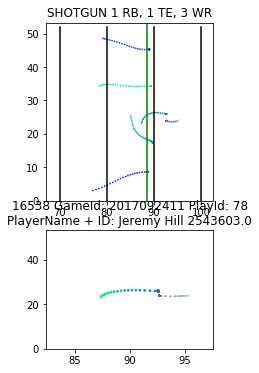 SHOTGUN 1 RB, 1 TE, 3 WR
50
40
30
20
10
0
70 80 90 100
16538 GameId: 2017092411 PlayId: 78
PlayerName + ID: Jeremy Hill 2543603.0
40
20
0
85 90 95